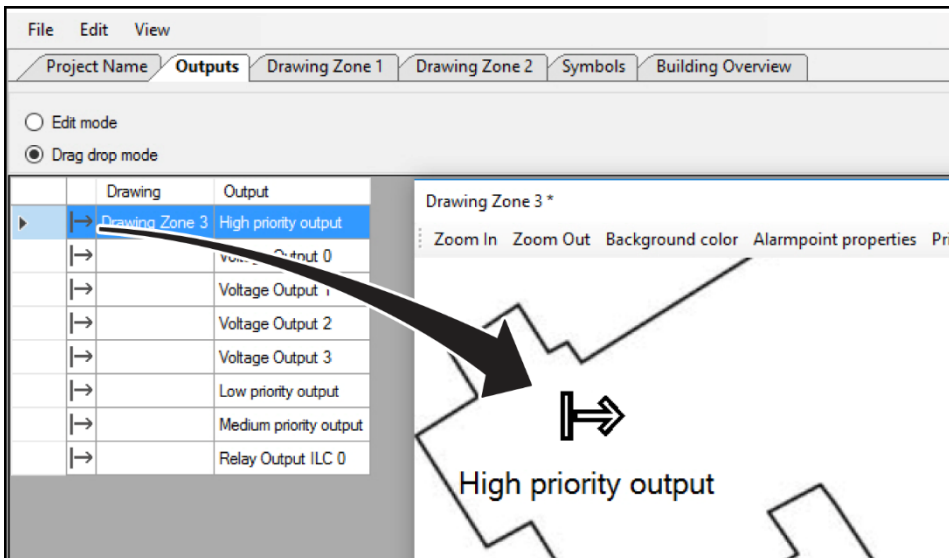 File Edit View
Project Name Outputs Drawing Zone 1 Drawing Zone 2 Symbols Building Overview
Edit mode
Drag drop mode
Drawing Output
Drawing Zone 3 High priority output
Voltage Output 0
Voltage Output 1
Voltage Output 2
Voltage Output 3
Low priority output
Medium priority output
Relay Output ILC 0
Drawing Zone 3 *
Zoom In Zoom Out Background color Alarmpoint properties
High priority output